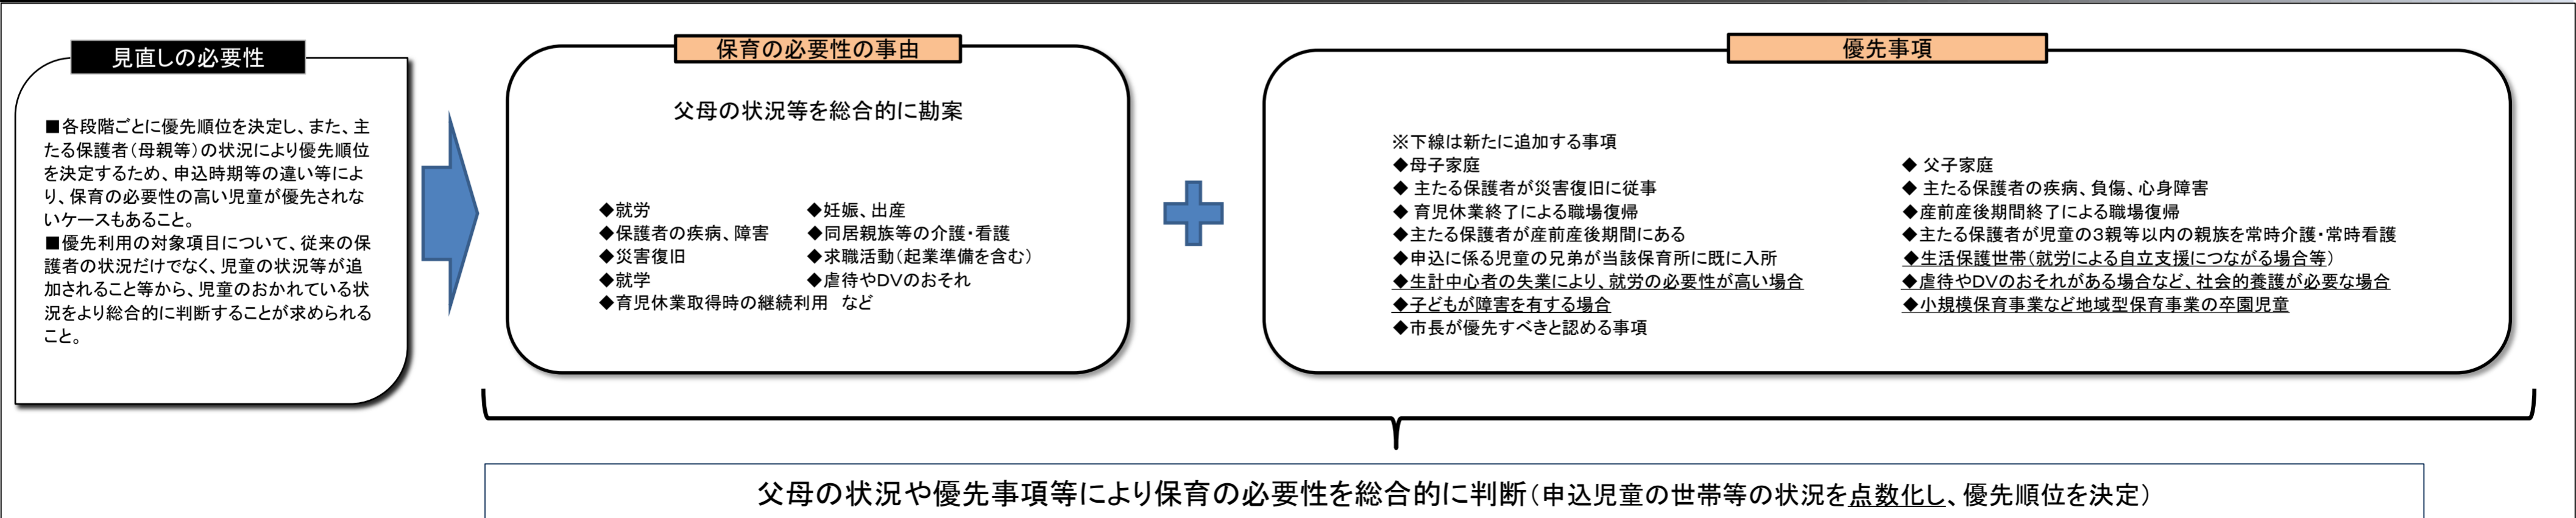 見直しの必要性
■各段階ごとに優先順位を決定し、また、主
たる保護者（母親等）の状況により優先順位
を決定するため、申込時期等の違い等によ
り、保育の必要性の高い児童が優先されな
いケースもあること。
■優先利用の対象項目について、従来の保
護者の状況だけでなく、児童の状況等が追
加されること等から、児童のおかれている状
況をより総合的に判断することが求められる
こと。
保育の必要性の事由
父母の状況等を総合的に勘案
◆就労 ◆妊娠、出産
◆保護者の疾病、障害 ◆同居親族等の介護・看護
◆災害復旧 ◆求職活動（起業準備を含む）
◆就学 ◆虐待やDVのおそれ
◆育児休業取得時の継続利用 など
優先事項
※下線は新たに追加する事項
◆母子家庭 ◆ 父子家庭
◆ 主たる保護者が災害復旧に従事 ◆ 主たる保護者の疾病、負傷、心身障害
◆ 育児休業終了による職場復帰 ◆産前産後期間終了による職場復帰
◆主たる保護者が産前産後期間にある ◆主たる保護者が児童の3親等以内の親族を常時介護・常時看護
◆申込に係る児童の兄弟が当該保育所に既に入所 ◆生活保護世帯（就労による自立支援につながる場合等）
◆生計中心者の失業により、就労の必要性が高い場合 ◆虐待やDVのおそれがある場合など、社会的養護が必要な場合
◆子どもが障害を有する場合 ◆小規模保育事業など地域型保育事業の卒園児童
◆市長が優先すべきと認める事項
父母の状況や優先事項等により保育の必要性を総合的に判断（申込児童の世帯等の状況を点数化し、優先順位を決定）